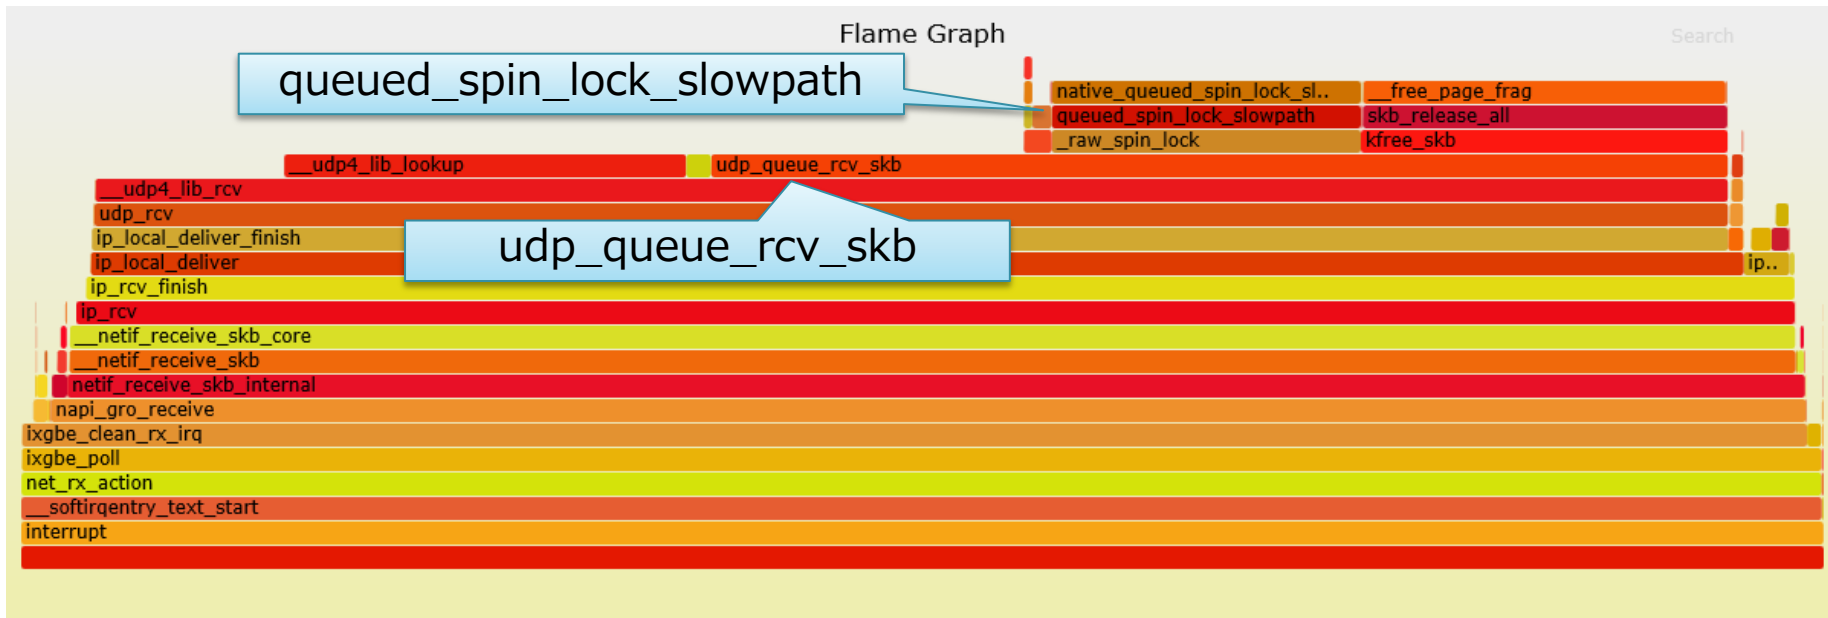 Flame Graph
Search
queued_spin_lock_slowpath
native_queued_spin_lock_sl..
__free_page_frag
queued_spin_lock_slowpath
skb_release_all
_raw_spin_lock
kfree_skb
__udp4_lib_lookup
udp_queue_rcv_skb
__udp4_lib_rcv
udp_rcv
udp_queue_rcv_skb
ip_local_deliver_finish
ip_local_deliver
ip..
ip_rcv_finish
ip_rcv
__netif_receive_skb_core
__netif_receive_skb
netif_receive_skb_internal
napi_gro_receive
ixgbe_clean_rx_irq
ixgbe_poll
net_rx_action
__softirqentry_text_start
interrupt